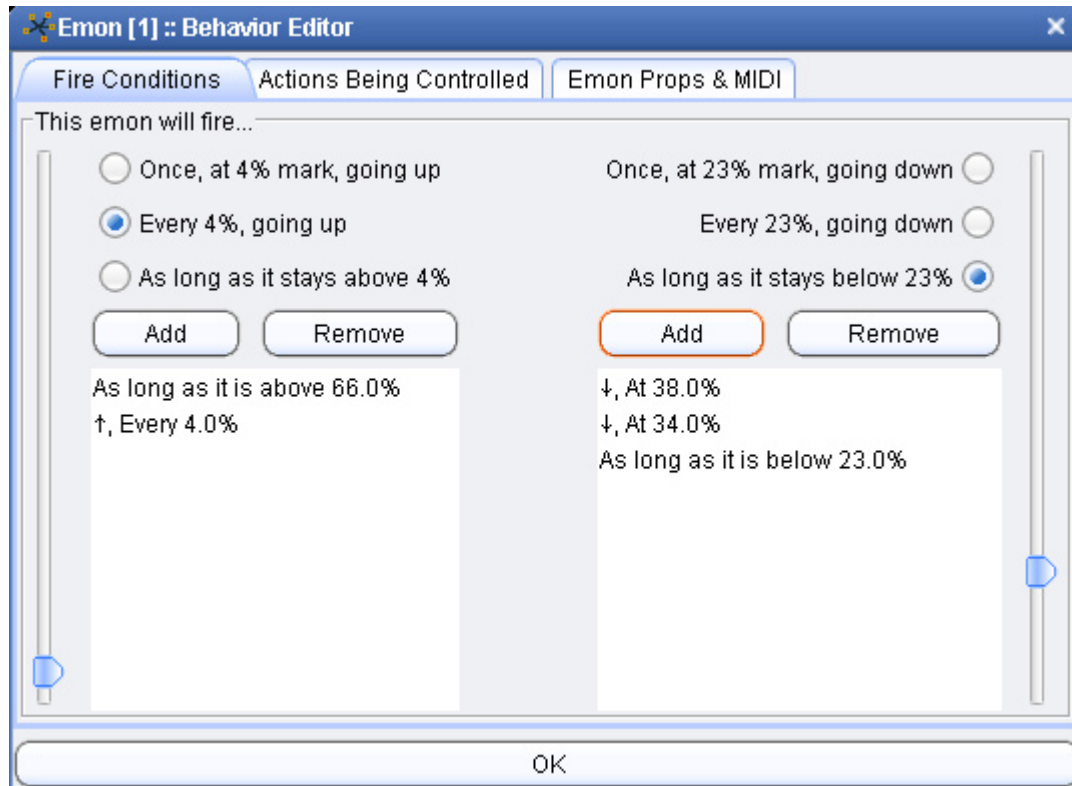 Emon [1] :: Behavior Editor
Fire Conditions
Actions Being Controlled
Emon Props & MIDI
This emon will fire...
Once, at 4% mark, going up
Every 4%, going up
As long as it stays above 4%
Add
Remove
As long as it is above 66.0%
↑, Every 4.0%
Once, at 23% mark, going down
Every 23%, going down
As long as it stays below 23%
Add
Remove
↓, At 38.0%
↓, At 34.0%
As long as it is below 23.0%
OK